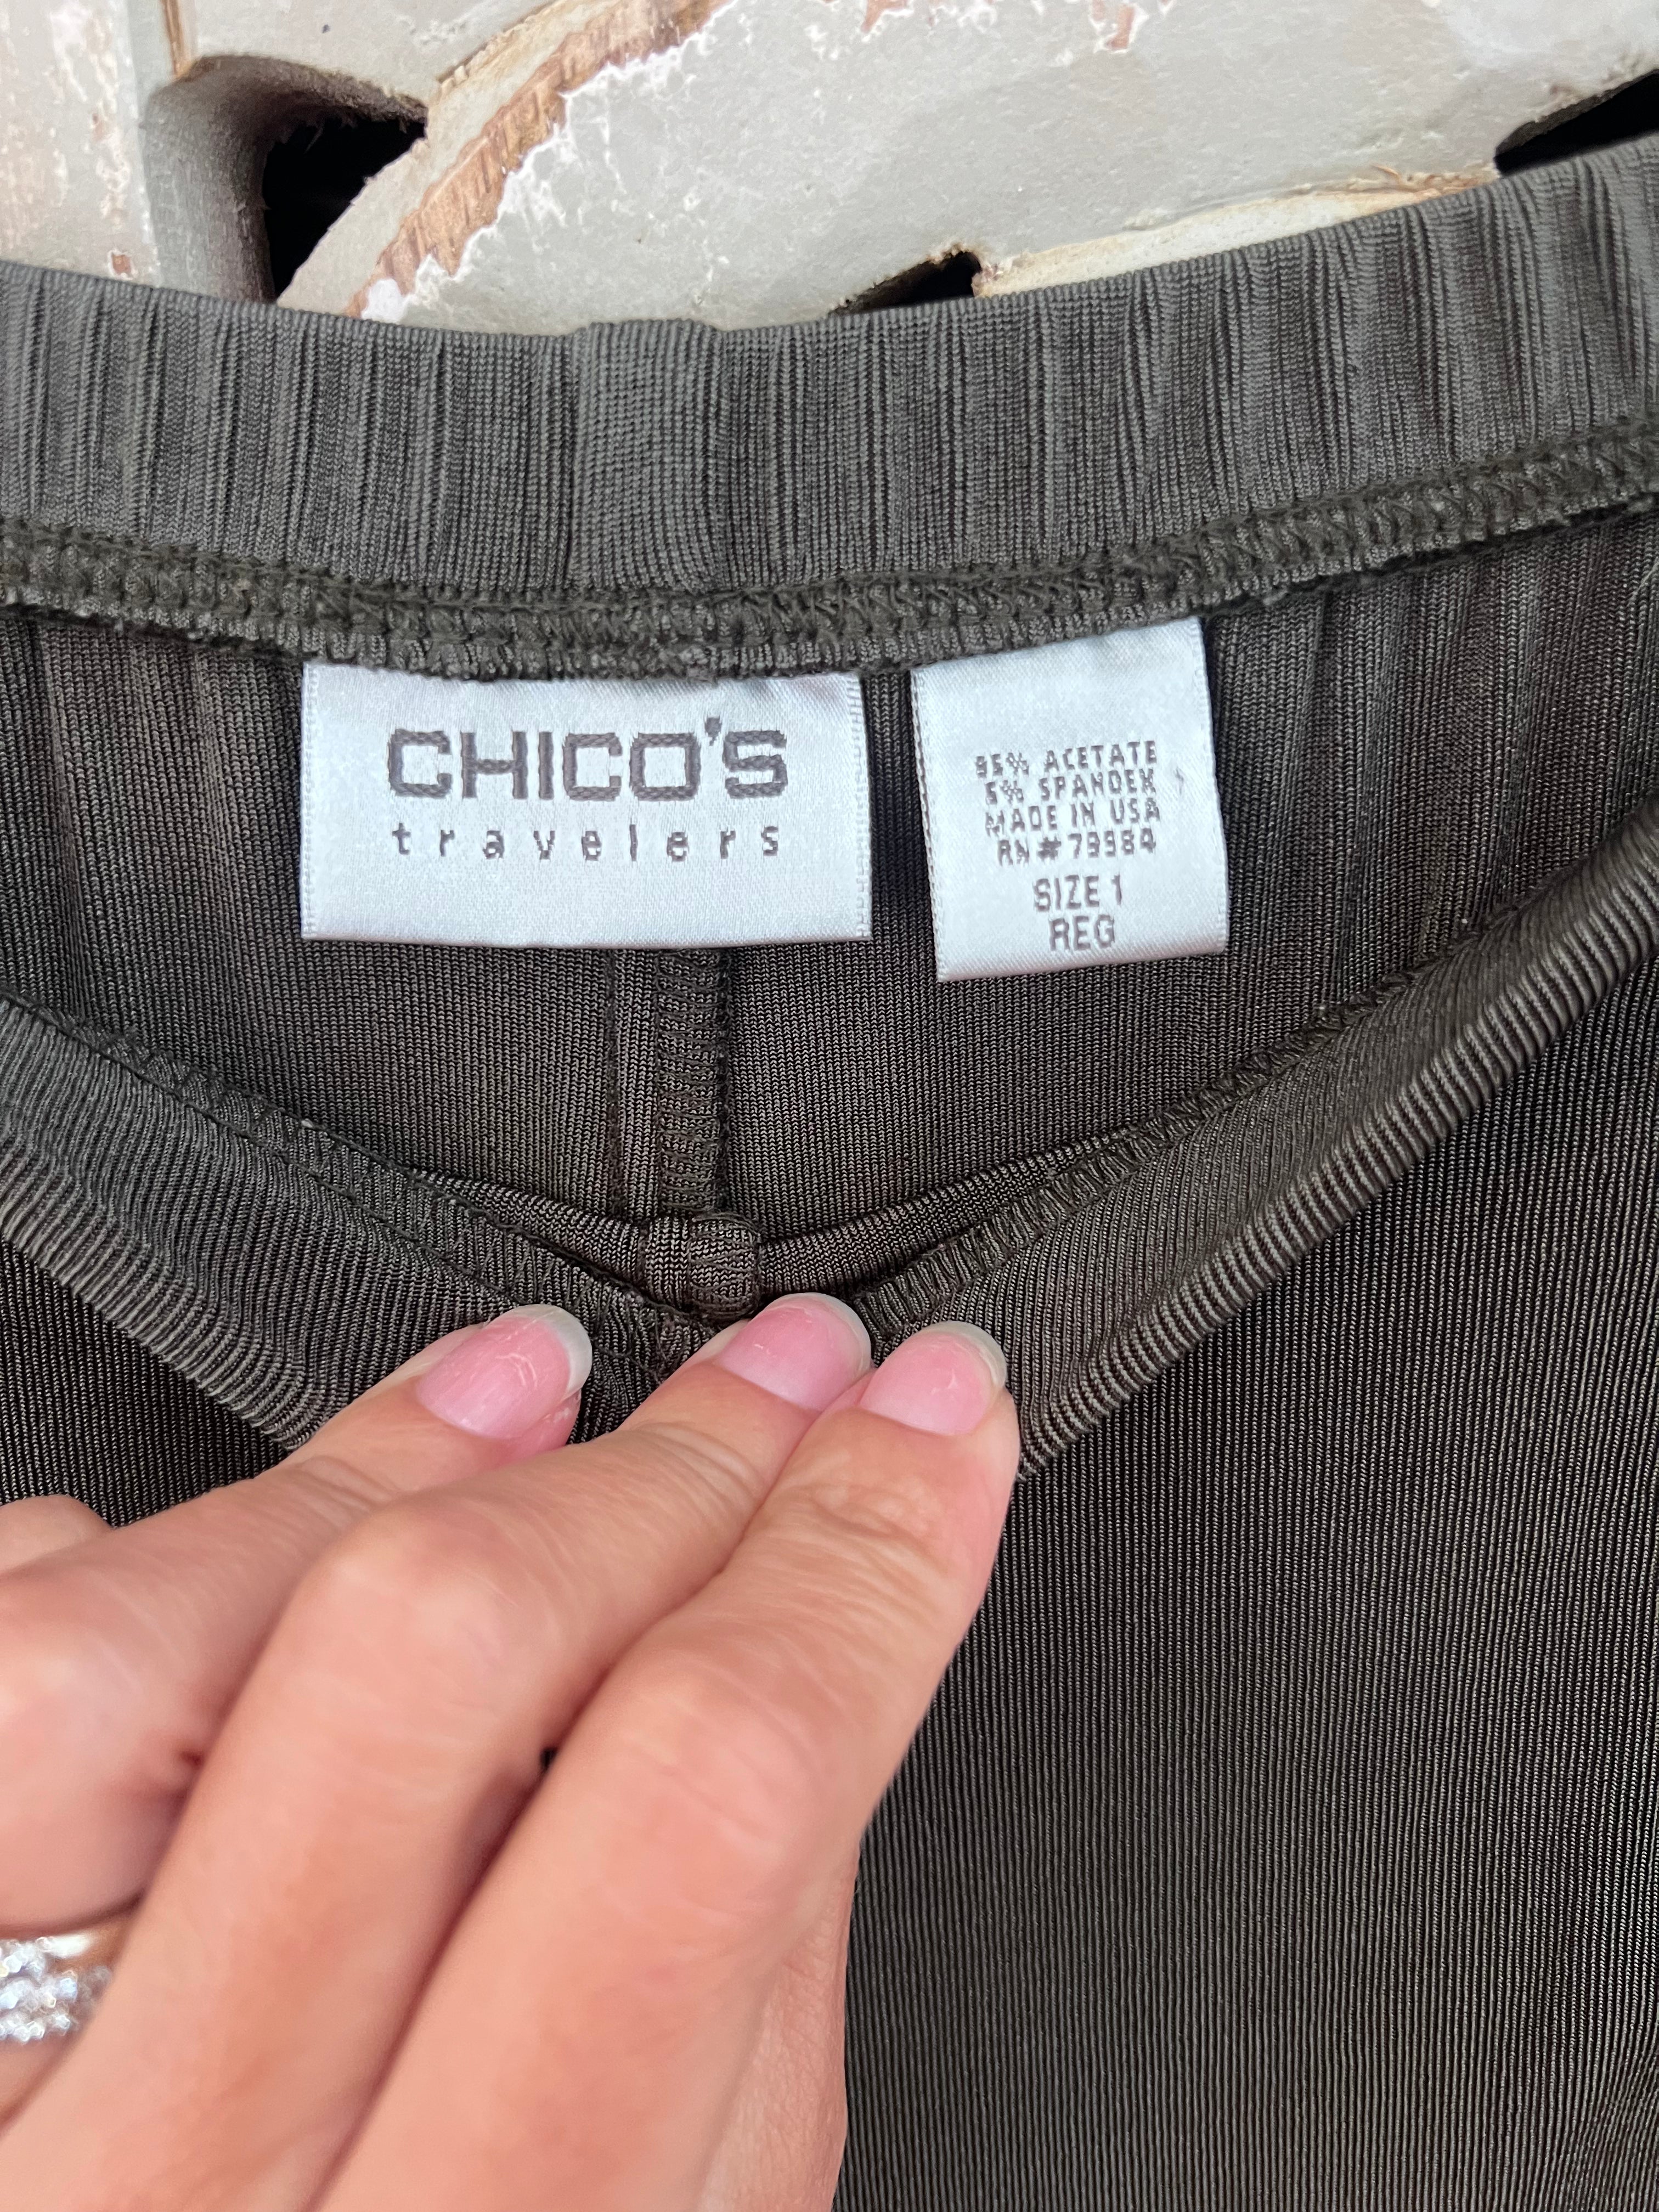 CHICO'S
travelers
95% ACETATE
5% SPANDEX
MADE IN USA
RN # 79984
SIZE 1
REG